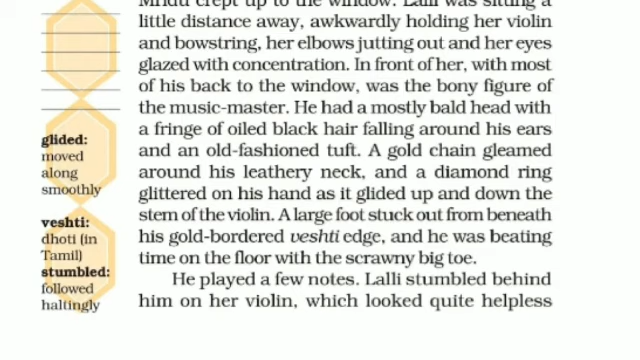 Mridu crept up to the window. Lalli was sitting a
little distance away, awkwardly holding her violin
and bowstring, her elbows jutting out and her eyes
glazed with concentration. In front of her, with most
of his back to the window, was the bony figure of
the music-master. He had a mostly bald head with
a fringe of oiled black hair falling around his ears
and an old-fashioned tuft. A gold chain gleamed
around his leathery neck, and a diamond ring
glittered on his hand as it glided up and down the
stem of the violin. A large foot stuck out from beneath
his gold-bordered veshti edge, and he was beating
time on the floor with the scrawny big toe.
He played a few notes. Lalli stumbled behind
him on her violin, which looked quite helpless
glided:
moved
along
smoothly
veshti:
dhoti (in
Tamil)
stumbled:
followed
haltingly